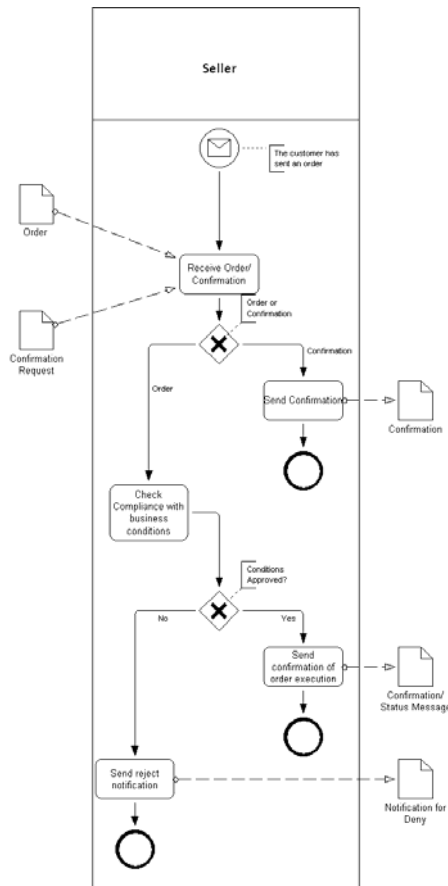 Seller
The customer has
sent an order
Order
Receive Order/
Confirmation
Order or
Confirmation
Confirmation
Request
Order
Confirmation
Send Confirmation
Confirmation
Check
Compliance with
business
conditions
Conditions
Approved?
No
Yes
Send
confirmation of
order execution
Confirmation/
Status Message
Send reject
notification
Notification for
Deny